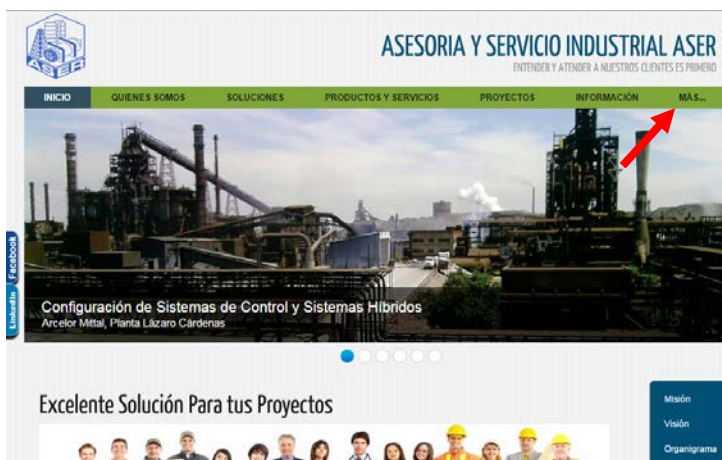 ASER
ASESORIA Y SERVICIO INDUSTRIAL ASER
ENTENDER Y ATENDER A NUESTROS CLIENTES ES PRIMERO
INICIO QUIENES SOMOS SOLUCIONES PRODUCTOS Y SERVICIOS PROYECTOS INFORMACIÓN MÁS...
Facebook
LinkedIn
Configuración de Sistemas de Control y Sistemas Híbridos
Arcelor Mittal, Planta Lázaro Cárdenas
Excelente Solución Para tus Proyectos
Misión
Visión
Organigrama